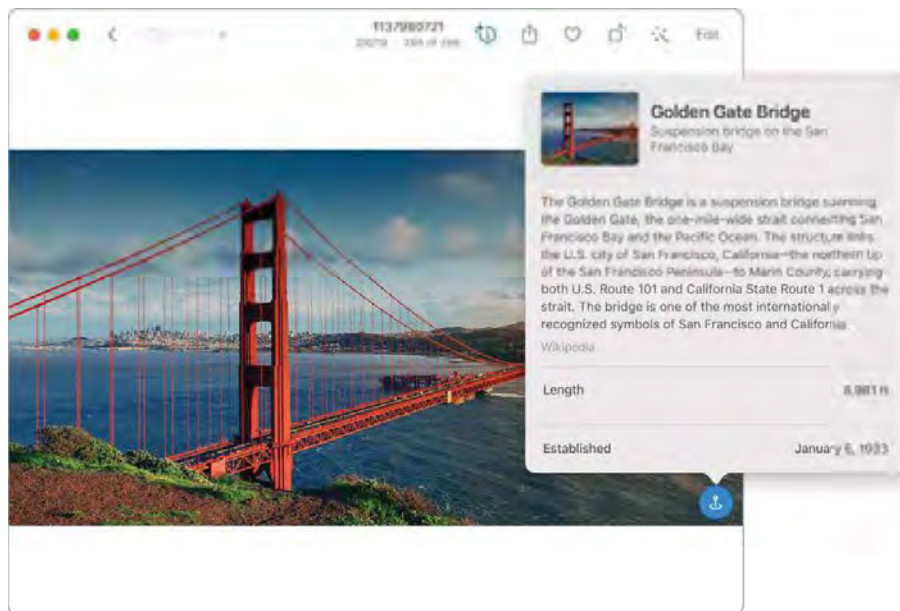 1137980721
Edit
Golden Gate Bridge
Suspension bridge on the San
Francisco Bay
The Golden Gate Bridge is a suspension bridge spanning
the Golden Gate, the one-mile-wide strait connecting San
Francisco Bay and the Pacific Ocean. The structure links
the U.S. city of San Francisco, California—the northern tip
of the San Francisco Peninsula—to Marin County, carrying
both U.S. Route 101 and California State Route 1 across the
strait. The bridge is one of the most internationally
recognized symbols of San Francisco and California
Wikipedia
Length
8,981 ft
Established
January 5, 1933